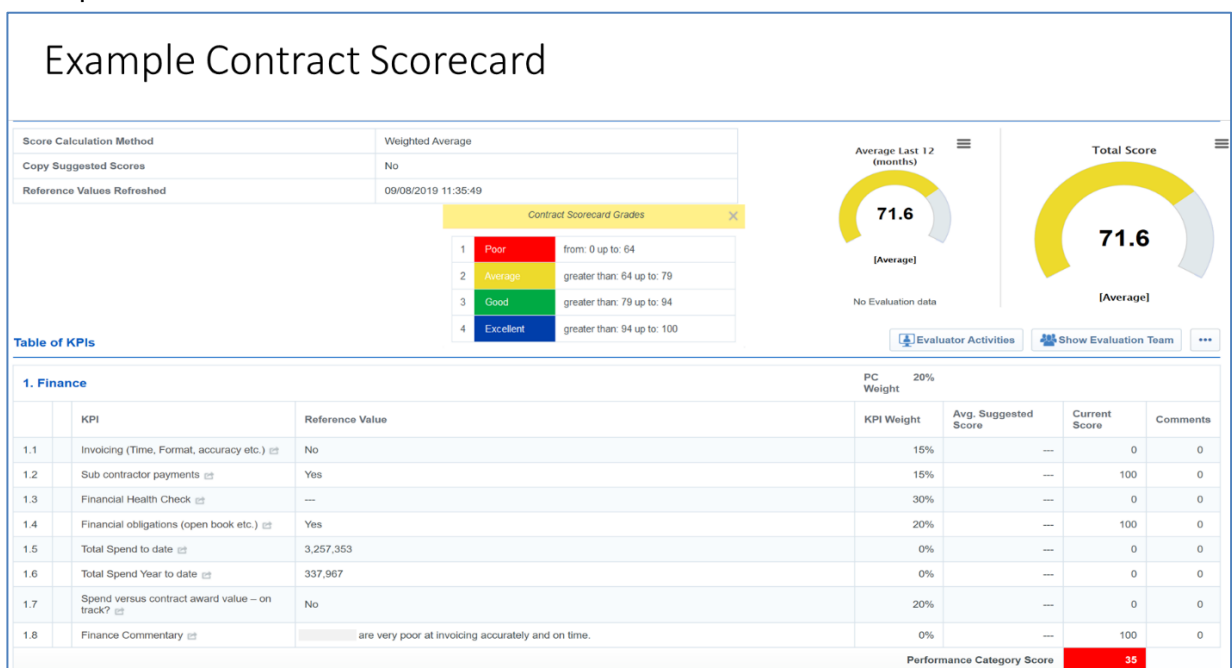 Example Contract Scorecard
Score Calculation Method Weighted Average
Copy Suggested Scores No
Reference Values Refreshed 09/08/2019 11:35:49
Contract Scorecard Grades
1 Poor from: 0 up to: 64
2 Average greater than: 64 up to: 79
3 Good greater than: 79 up to: 94
4 Excellent greater than: 94 up to: 100
Average Last 12
(months)
71.6
[Average]
No Evaluation data
Total Score
71.6
[Average]
Table of KPIs
Evaluator Activities
Show Evaluation Team
1. Finance PC Weight 20%
KPI Reference Value KPI Weight Avg. Suggested Score Current Score Comments
1.1 Invoicing (Time, Format, accuracy etc.) No 15% --- 0 0
1.2 Sub contractor payments Yes 15% --- 100 0
1.3 Financial Health Check --- 30% --- 0 0
1.4 Financial obligations (open book etc.) Yes 20% --- 100 0
1.5 Total Spend to date 3,257,353 0% --- 0 0
1.6 Total Spend Year to date 337,967 0% --- 0 0
1.7 Spend versus contract award value – on track? No 20% --- 0 0
1.8 Finance Commentary are very poor at invoicing accurately and on time. 0% --- 100 0
Performance Category Score 35